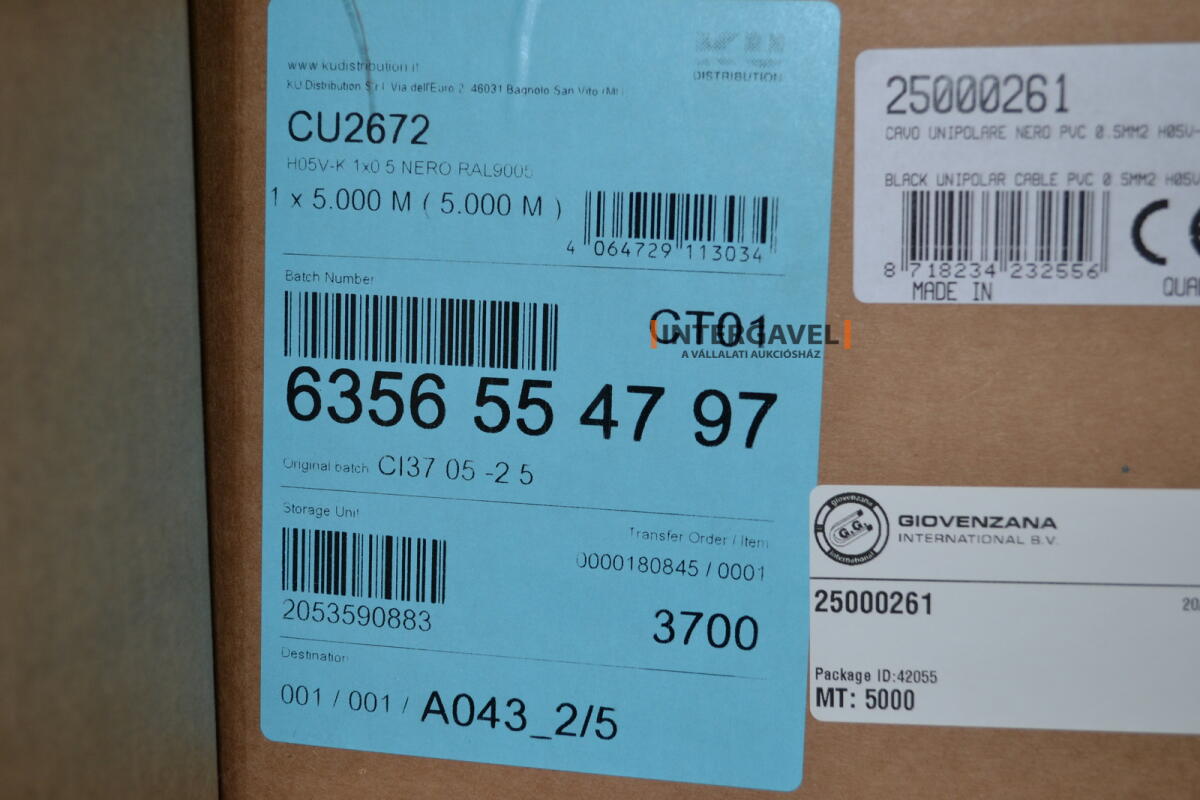 www.kudistribution.it
KU Distribution S.r.l. Via dell'Euro 2, 46031 Bagnolo San Vito (MN)
DISTRIBUTION
CU2672
H05V-K 1x0.5 NERO RAL9005
1 x 5.000 M ( 5.000 M )
4 064729 113034
Batch Number
CT01
INTERGAVEL
A VÁLLALATI AUKCIÓSHÁZ
6356 55 47 97
Original batch CI37 05 -2 5
Storage Unit
2053590883
Transfer Order / Item
0000180845 / 0001
3700
Destination
001 / 001 / A043_2/5
25000261
CAVO UNIPOLARE NERO PVC 0.5MM2 H05V-
BLACK UNIPOLAR CABLE PVC 0.5MM2 H05V
8 718234 232556
MADE IN
CE
giovenzana
G.G.
international
GIOVENZANA
INTERNATIONAL B.V.
25000261
20
Package ID:42055
MT: 5000